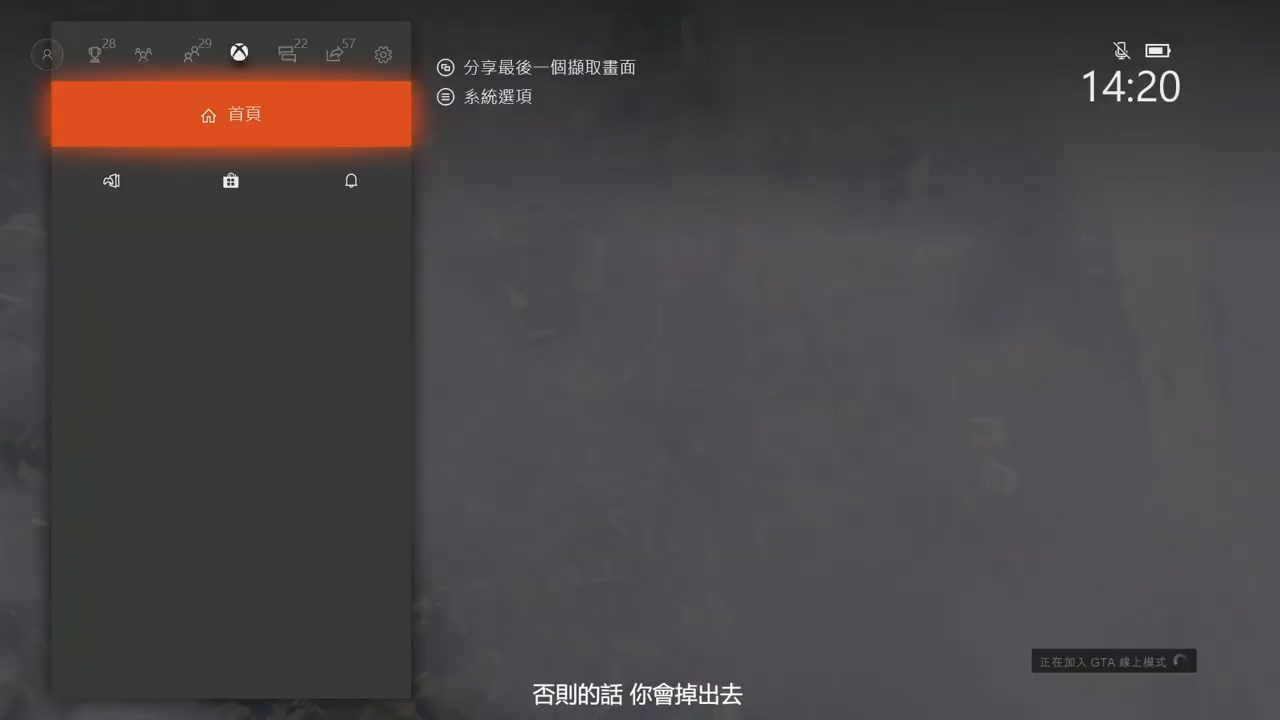 28
29
22
57
首頁
分享最後一個擷取畫面
系統選項
14:20
正在加入 GTA 線上模式
否則的話 你會掉出去